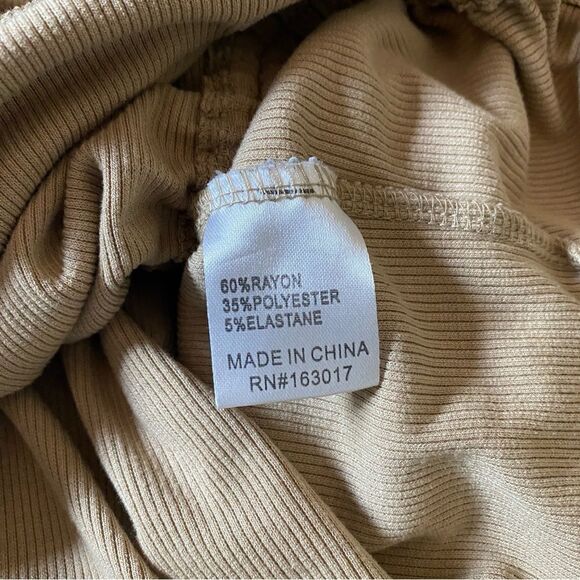 60%RAYON
35%POLYESTER
5%ELASTANE
MADE IN CHINA
RN#163017